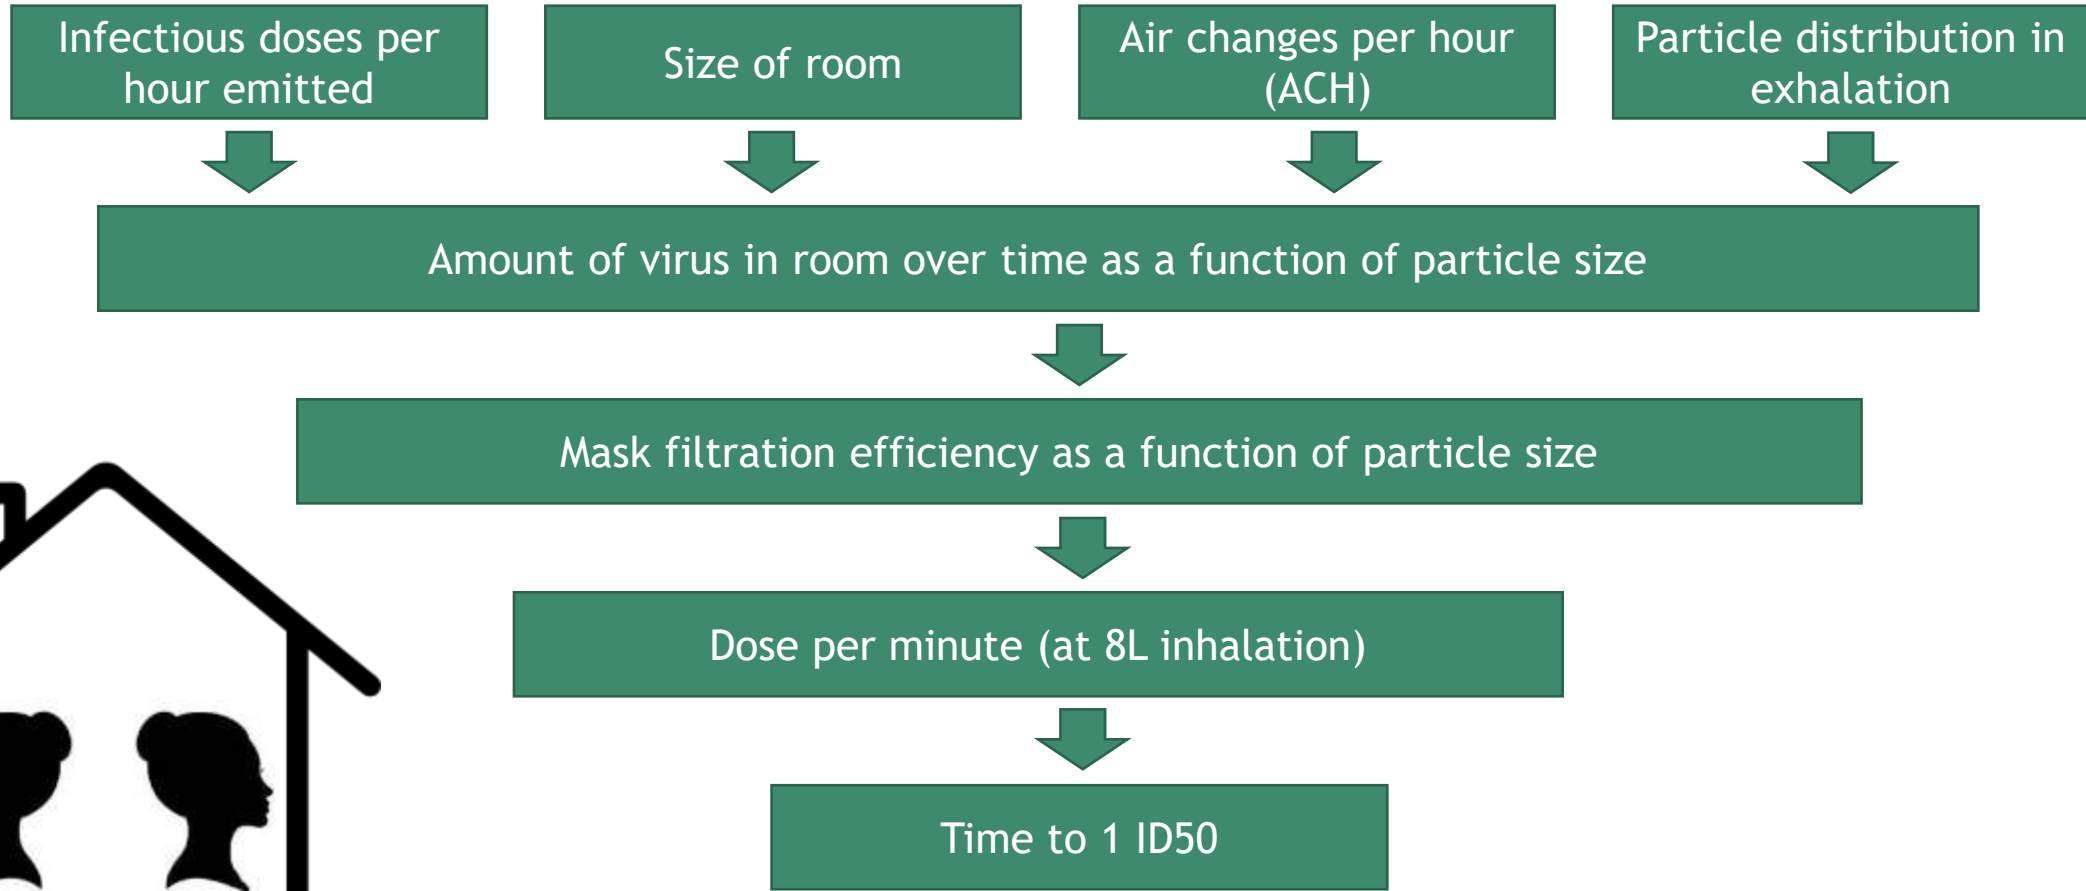 Infectious doses per
hour emitted
Size of room
Air changes per hour
(ACH)
Particle distribution in
exhalation
Amount of virus in room over time as a function of particle size
Mask filtration efficiency as a function of particle size
Dose per minute (at 8L inhalation)
Time to 1 ID50